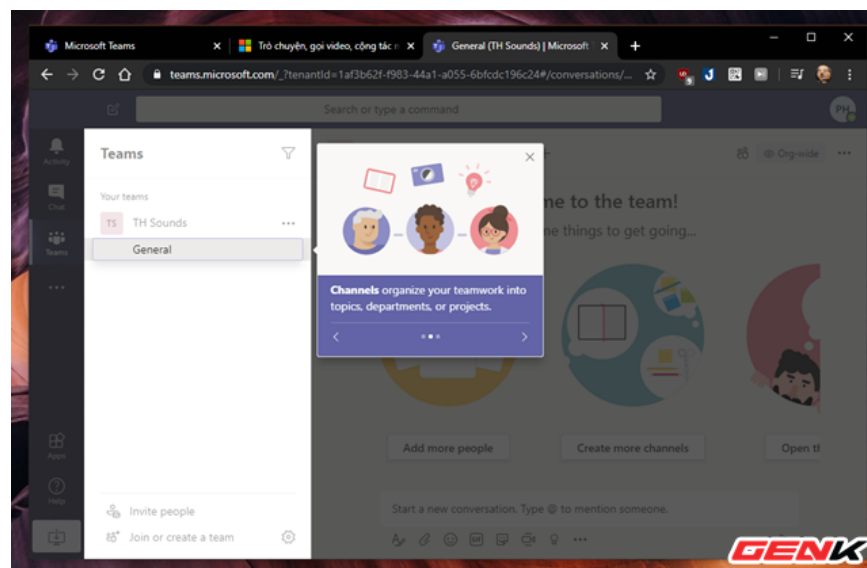 Microsoft Teams
Trò chuyện, gọi video, cộng tác
General (TH Sounds) | Microsoft
teams.microsoft.com/_?tenantId=1af3b62f-f983-44a1-a055-6bfcdc196c24#/conversations/...
Search or type a command
PH
Activity
Chat
Teams
Apps
Help
Teams
Your teams
TS TH Sounds
General
Invite people
Join or create a team
Channels organize your teamwork into
topics, departments, or projects.
Org-wide
me to the team!
things to get going...
Add more people
Create more channels
Open
Start a new conversation. Type @ to mention someone.
GIF
GENK